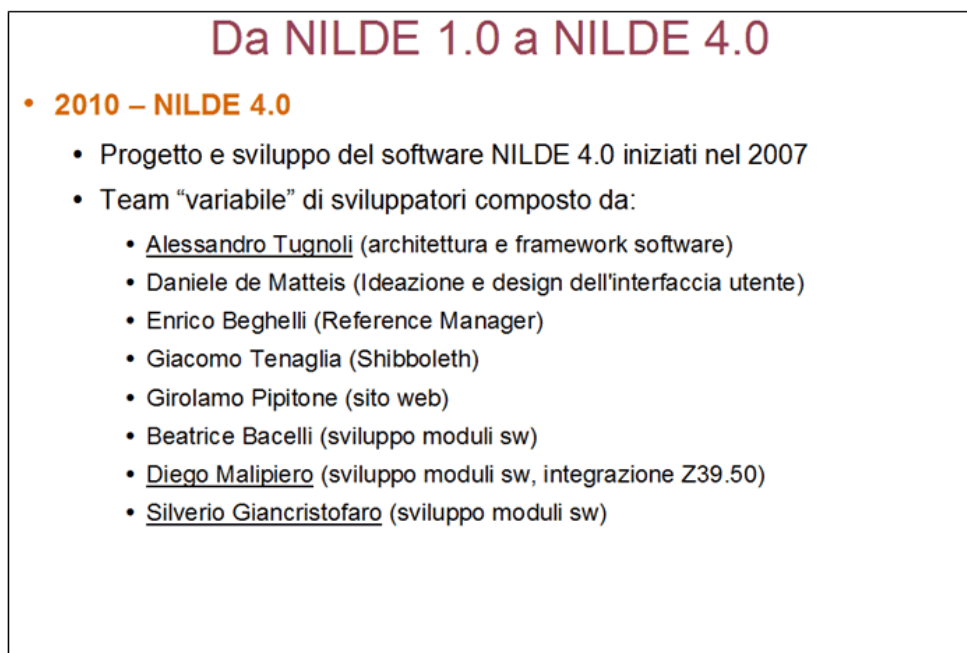 Da NILDE 1.0 a NILDE 4.0
• 2010 – NILDE 4.0
• Progetto e sviluppo del software NILDE 4.0 iniziati nel 2007
• Team “variabile” di sviluppatori composto da:
• Alessandro Tugnoli (architettura e framework software)
• Daniele de Matteis (Ideazione e design dell'interfaccia utente)
• Enrico Beghelli (Reference Manager)
• Giacomo Tenaglia (Shibboleth)
• Girolamo Pipitone (sito web)
• Beatrice Bacelli (sviluppo moduli sw)
• Diego Malipiero (sviluppo moduli sw, integrazione Z39.50)
• Silverio Giancristofaro (sviluppo moduli sw)